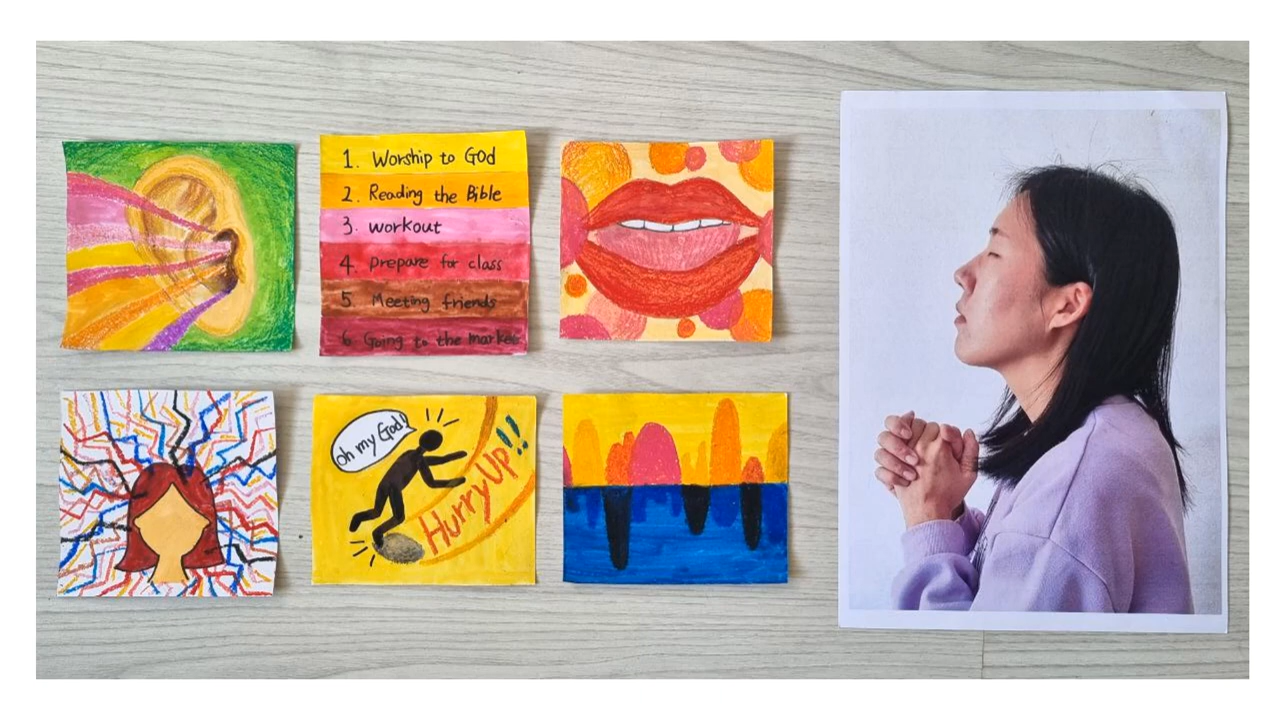 1. Worship to God
2. Reading the Bible
3. workout
4. prepare for class
5. Meeting friends
6. Going to the market
oh my God!
Hurry Up!!